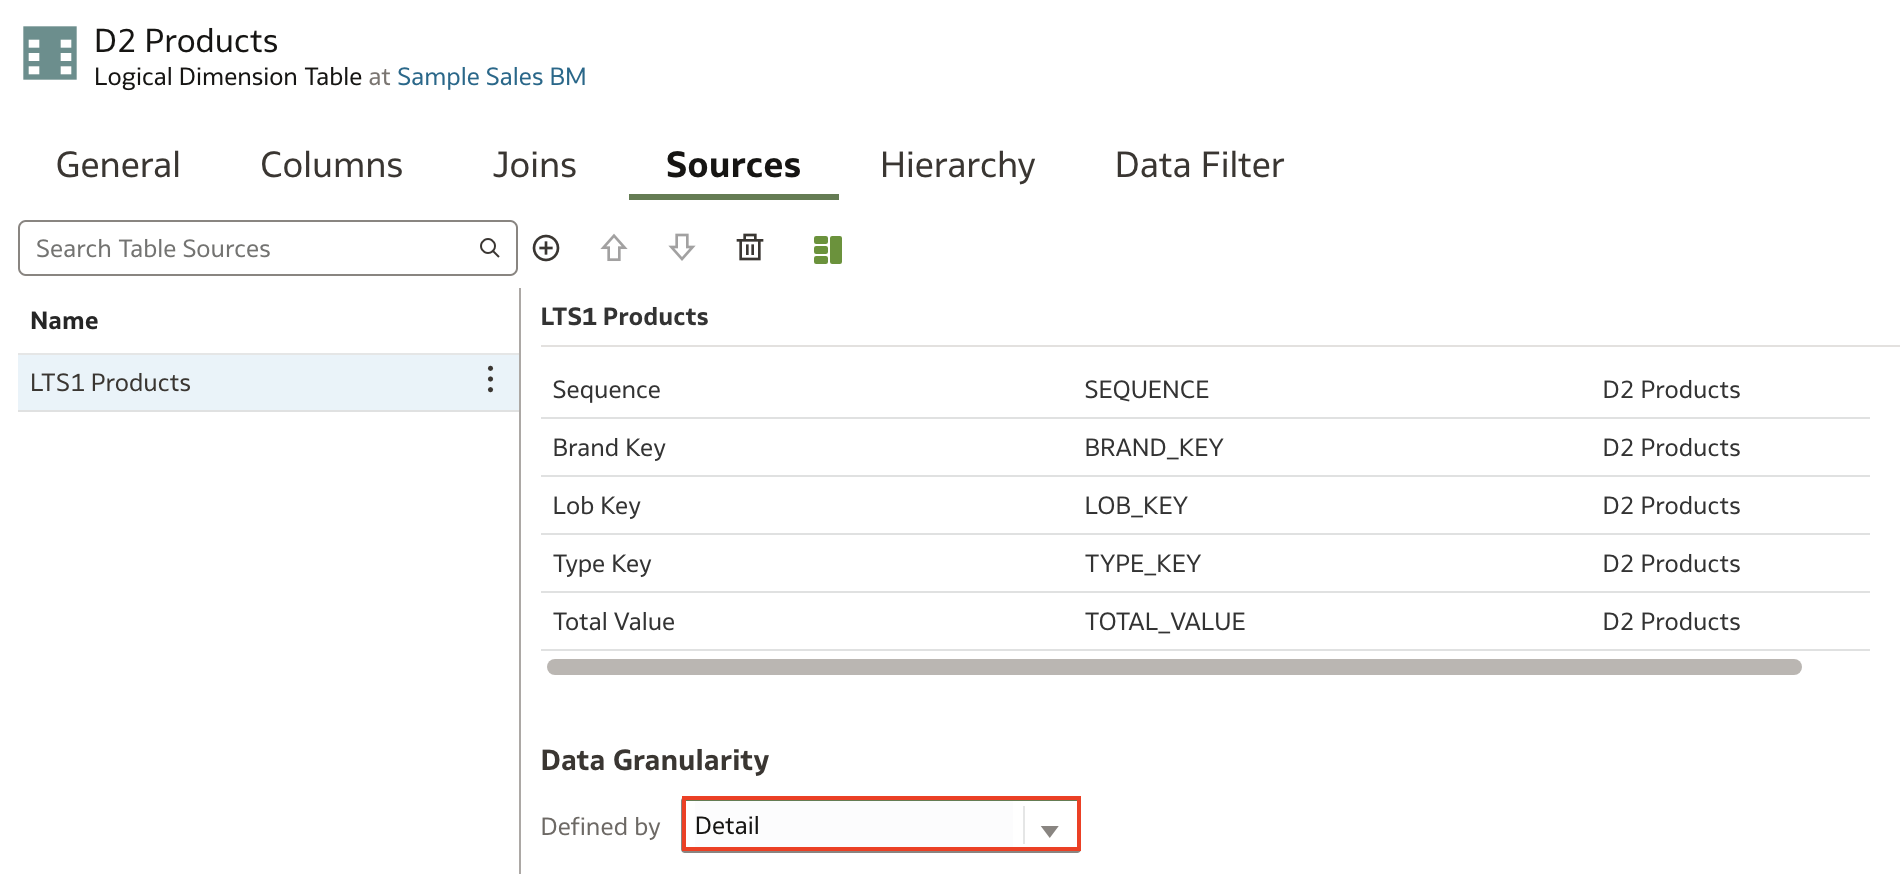 D2 Products
Logical Dimension Table at Sample Sales BM
General Columns Joins Sources Hierarchy Data Filter
Search Table Sources
Name
LTS1 Products
LTS1 Products
Sequence SEQUENCE D2 Products
Brand Key BRAND_KEY D2 Products
Lob Key LOB_KEY D2 Products
Type Key TYPE_KEY D2 Products
Total Value TOTAL_VALUE D2 Products
Data Granularity
Defined by Detail